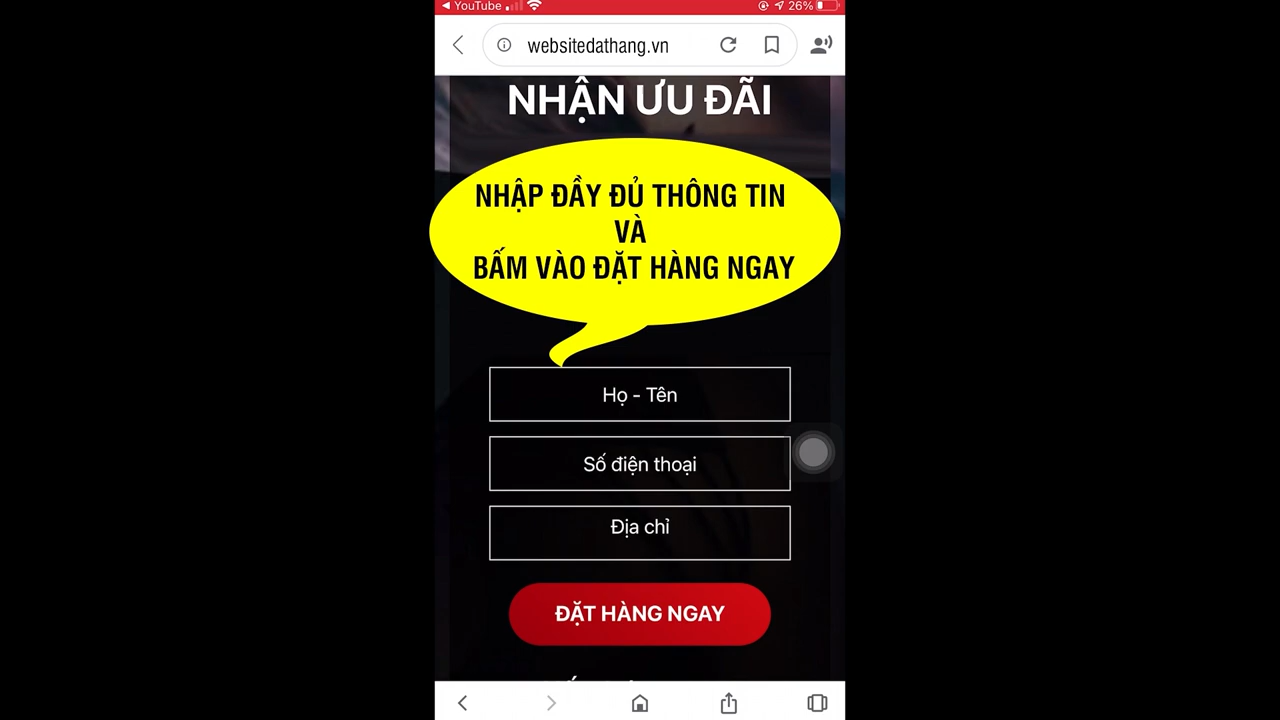 YouTube
26%
websitedathang.vn
NHẬN ƯU ĐÃI
NHẬP ĐẦY ĐỦ THÔNG TIN
VÀ
BẤM VÀO ĐẶT HÀNG NGAY
Họ - Tên
Số điện thoại
Địa chỉ
ĐẶT HÀNG NGAY